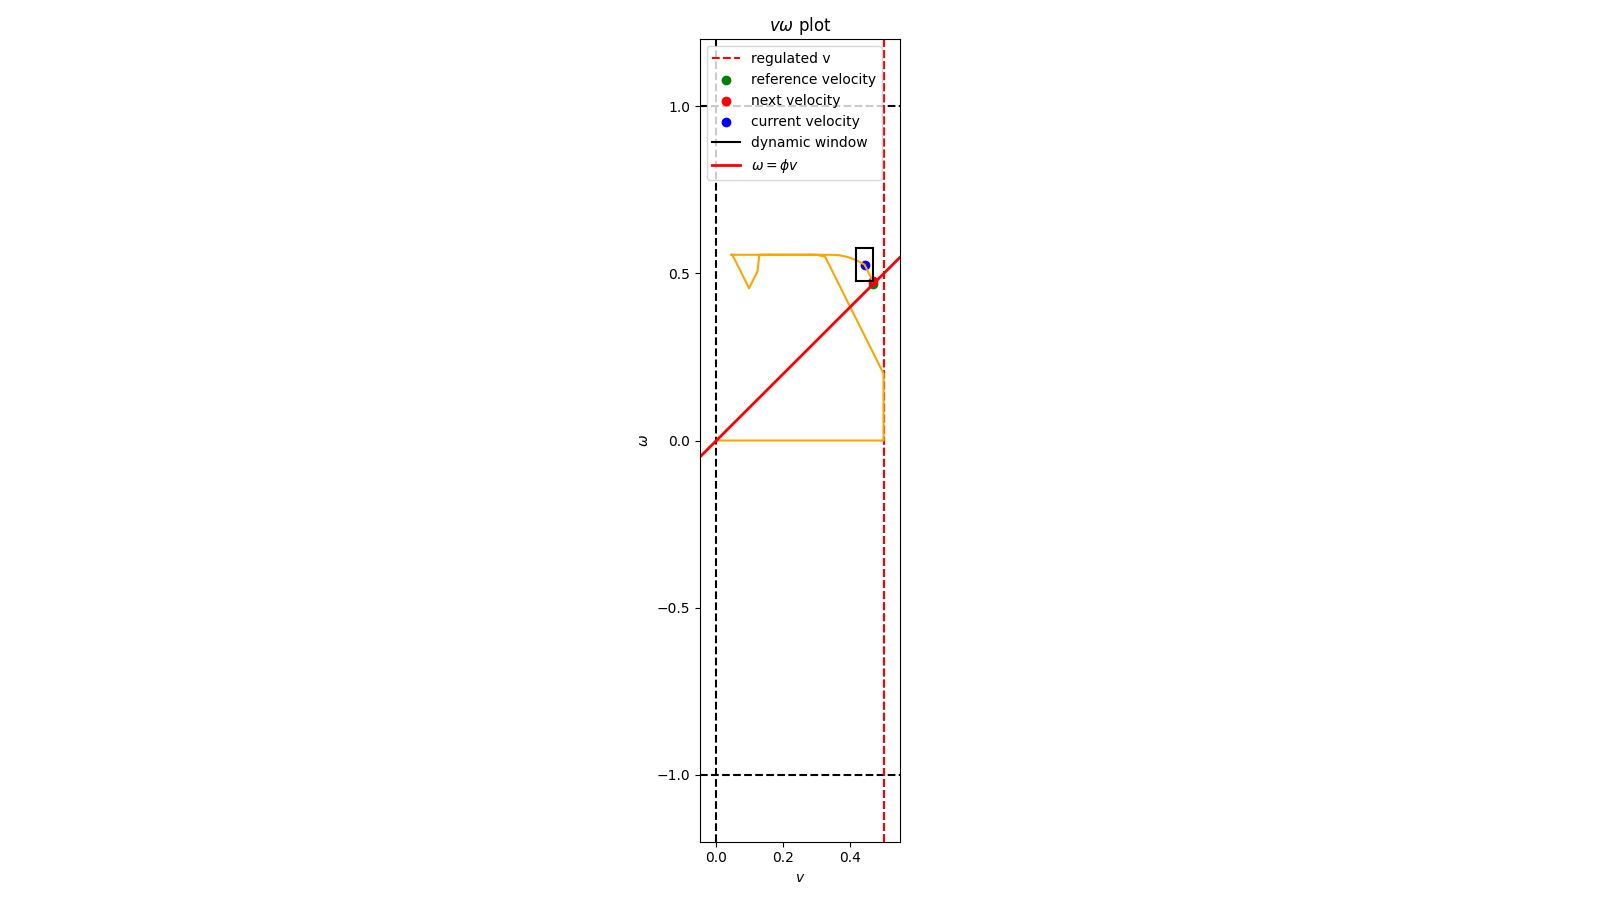 vω plot
regulated v
reference velocity
next velocity
current velocity
dynamic window
ω = ϕv
1.0
0.5
0.0
−0.5
−1.0
ω
0.0 0.2 0.4
v